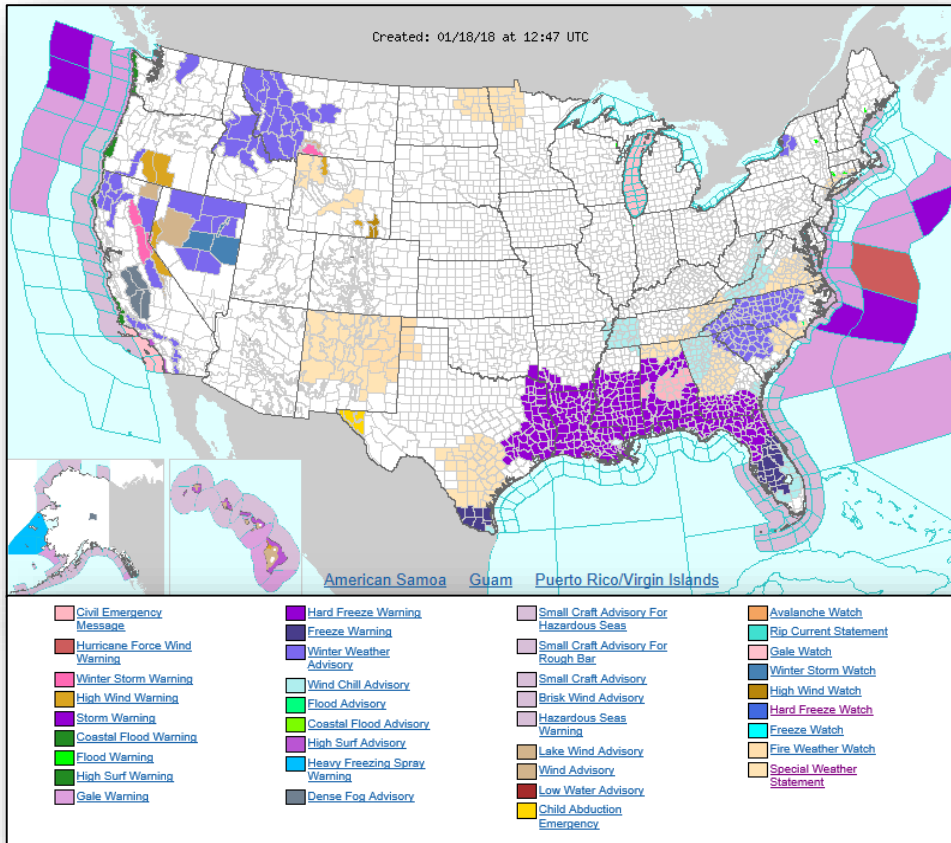 Created: 01/18/18 at 12:47 UTC
American Samoa Guam Puerto Rico/Virgin Islands
Civil Emergency
Message
Hurricane Force Wind
Warning
Winter Storm Warning
High Wind Warning
Storm Warning
Coastal Flood Warning
Flood Warning
High Surf Warning
Gale Warning
Hard Freeze Warning
Freeze Warning
Winter Weather
Advisory
Wind Chill Advisory
Flood Advisory
Coastal Flood Advisory
High Surf Advisory
Heavy Freezing Spray
Warning
Dense Fog Advisory
Small Craft Advisory For
Hazardous Seas
Small Craft Advisory For
Rough Bar
Small Craft Advisory
Brisk Wind Advisory
Hazardous Seas
Warning
Lake Wind Advisory
Wind Advisory
Low Water Advisory
Child Abduction
Emergency
Avalanche Watch
Rip Current Statement
Gale Watch
Winter Storm Watch
High Wind Watch
Hard Freeze Watch
Freeze Watch
Fire Weather Watch
Special Weather
Statement